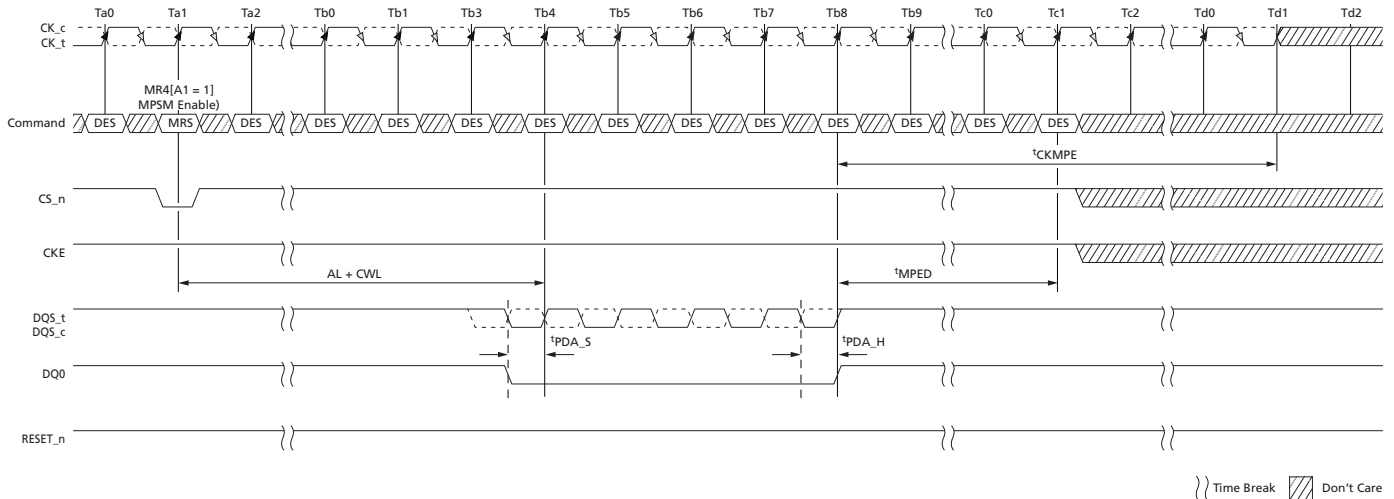 Ta0 Ta1 Ta2 Tb0 Tb1 Tb3 Tb4 Tb5 Tb6 Tb7 Tb8 Tb9 Tc0 Tc1 Tc2 Td0 Td1 Td2
CK_c
CK_t
MR4[A1 = 1]
MPSM Enable)
Command DES MRS DES DES DES DES DES DES DES DES DES DES DES DES
tCKMPE
CS_n
CKE
AL + CWL tMPED
DQS_t
DQS_c
tPDA_S tPDA_H
DQ0
RESET_n
Time Break Don't Care